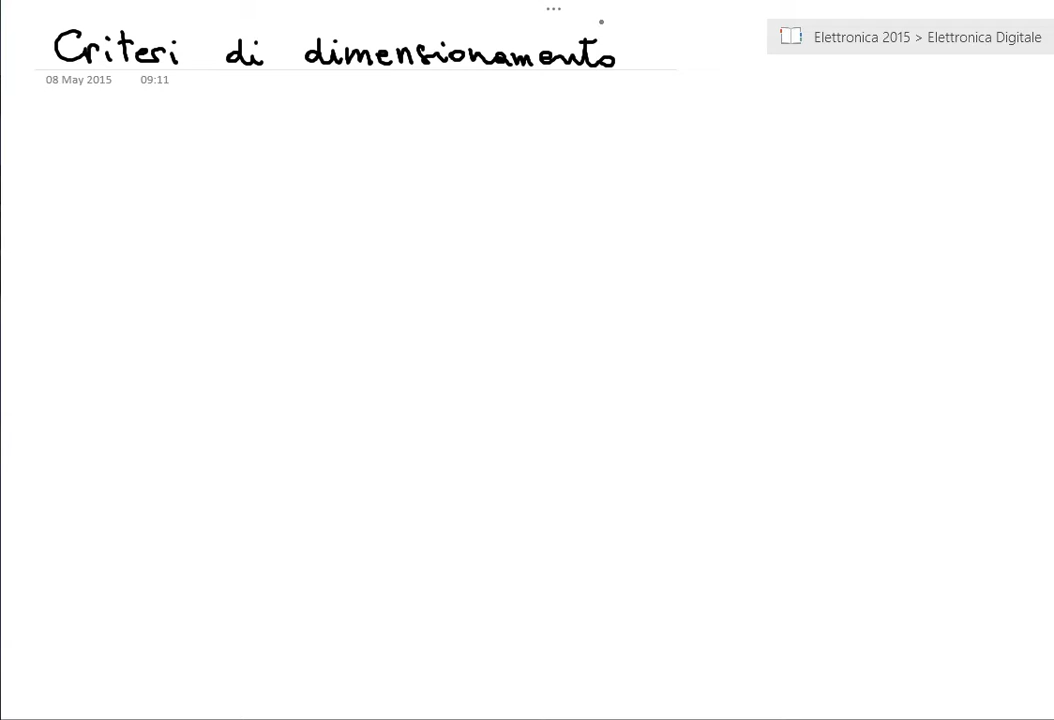 Criteri di dimensionamento
Elettronica 2015 > Elettronica Digitale
08 May 2015 09:11